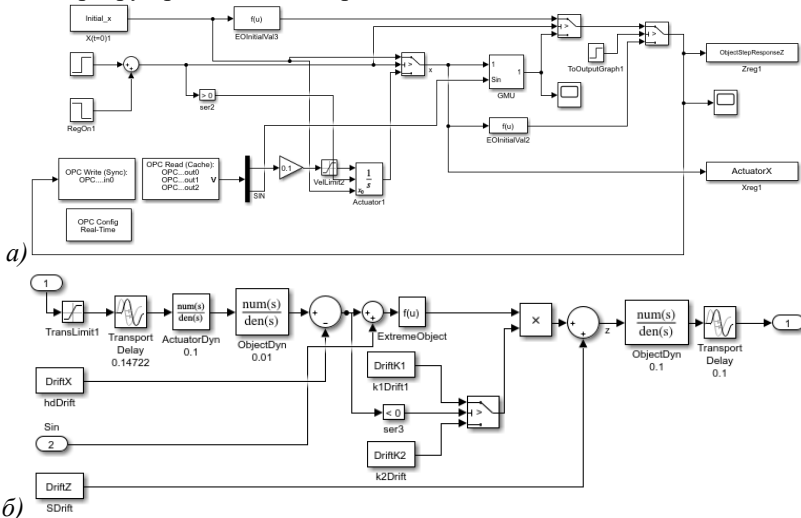 Initial_x
X(t=0)1
f(u)
EOInitialVal3
ToOutputGraph1
ObjectStepResponseZ
Zreg1
RegOn1
> 0
ser2
x
1
Sin
1
GMU
f(u)
EOInitialVal2
ActuatorX
Xreg1
OPC Write (Sync):
OPC....in0
OPC Read (Cache):
OPC...out0
OPC...out1
OPC...out2
V
SIN
0.1
VelLimit2
1
s
x₀
Actuator1
OPC Config
Real-Time
а)
1
TransLimit1
Transport
Delay
0.14722
num(s)
den(s)
ActuatorDyn
0.1
num(s)
den(s)
ObjectDyn
0.01
f(u)
ExtremeObject
×
z
num(s)
den(s)
ObjectDyn
0.1
Transport
Delay
0.1
1
DriftX
hdDrift
DriftK1
k1Drift1
< 0
ser3
DriftK2
k2Drift
Sin
2
DriftZ
SDrift
б)